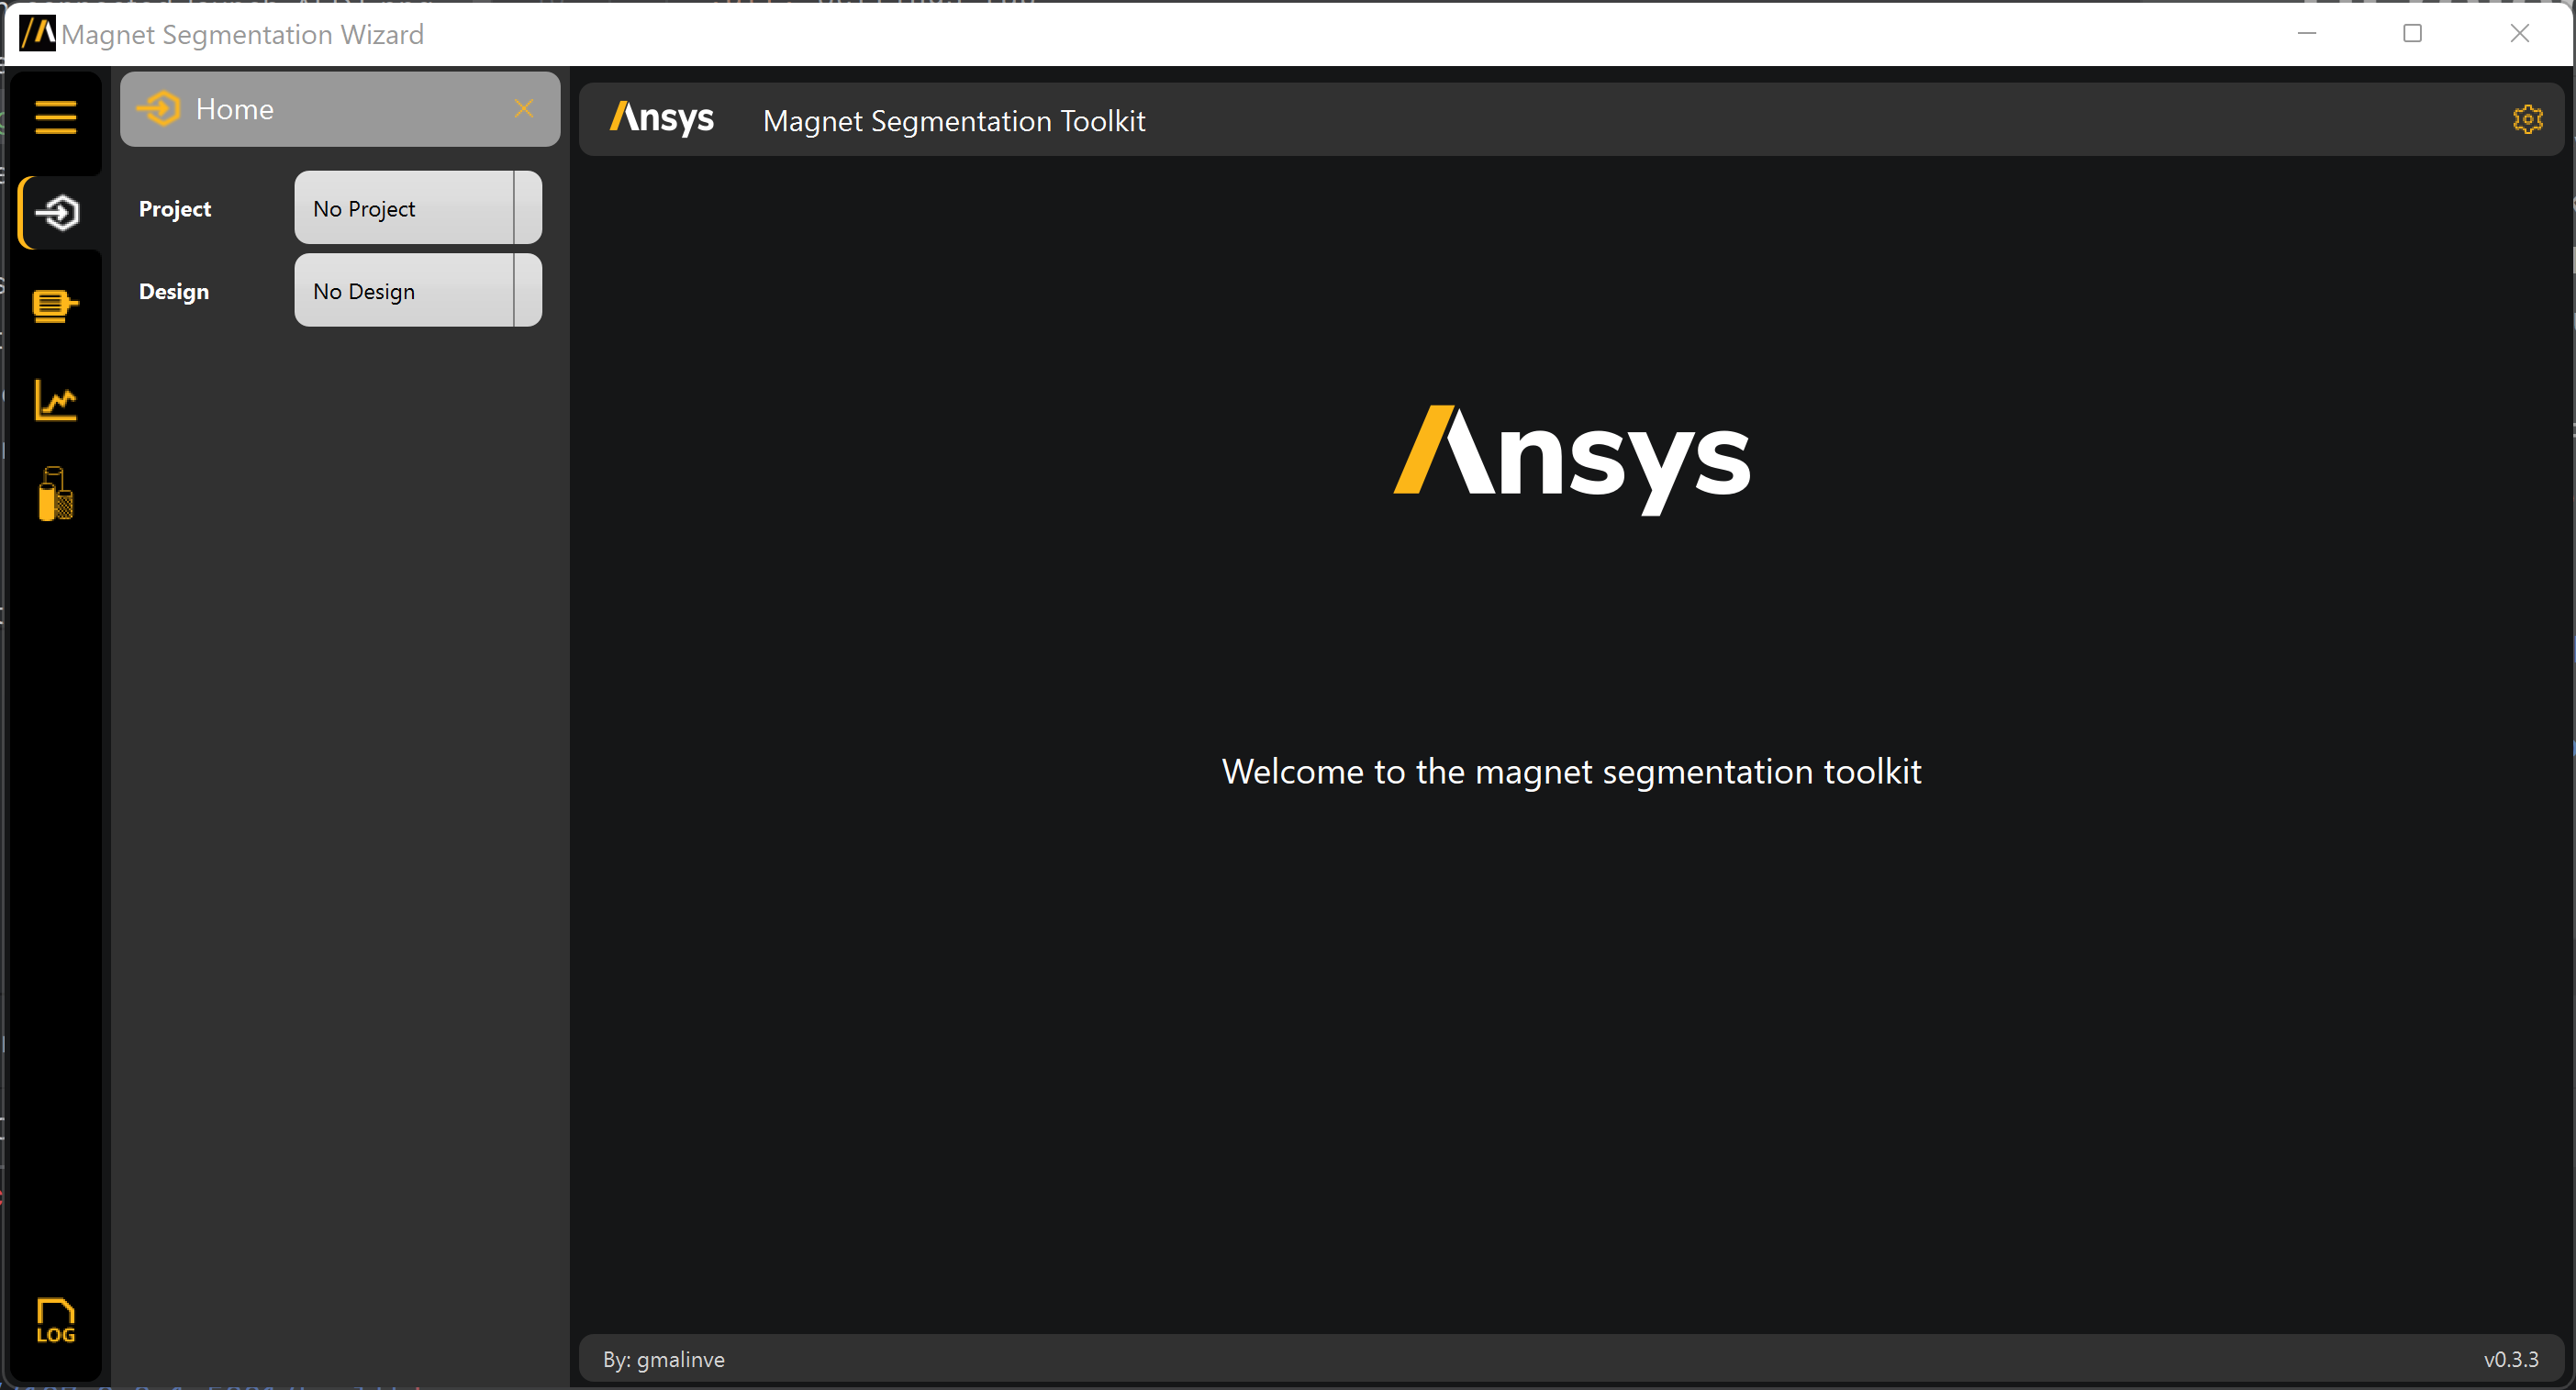 Magnet Segmentation Wizard
Home
Ansys Magnet Segmentation Toolkit
Project No Project
Design No Design
Ansys
Welcome to the magnet segmentation toolkit
LOG
By: gmalinve v0.3.3